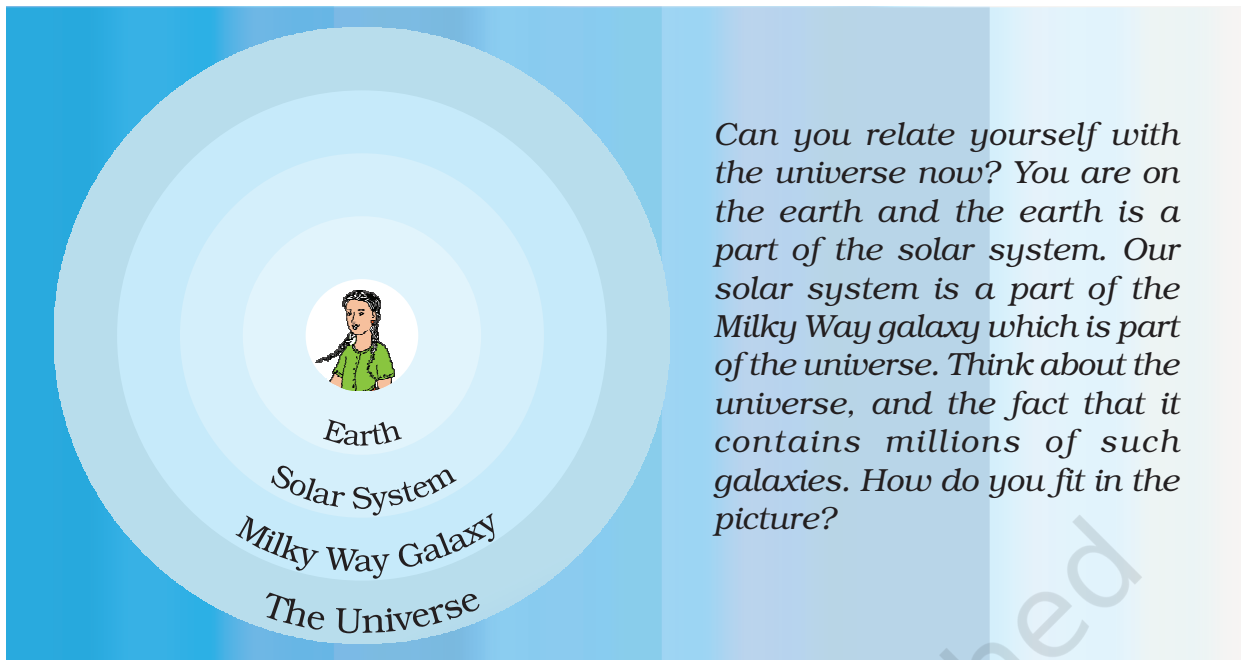 Earth
Solar System
Milky Way Galaxy
The Universe
Can you relate yourself with
the universe now? You are on
the earth and the earth is a
part of the solar system. Our
solar system is a part of the
Milky Way galaxy which is part
of the universe. Think about the
universe, and the fact that it
contains millions of such
galaxies. How do you fit in the
picture?
hed